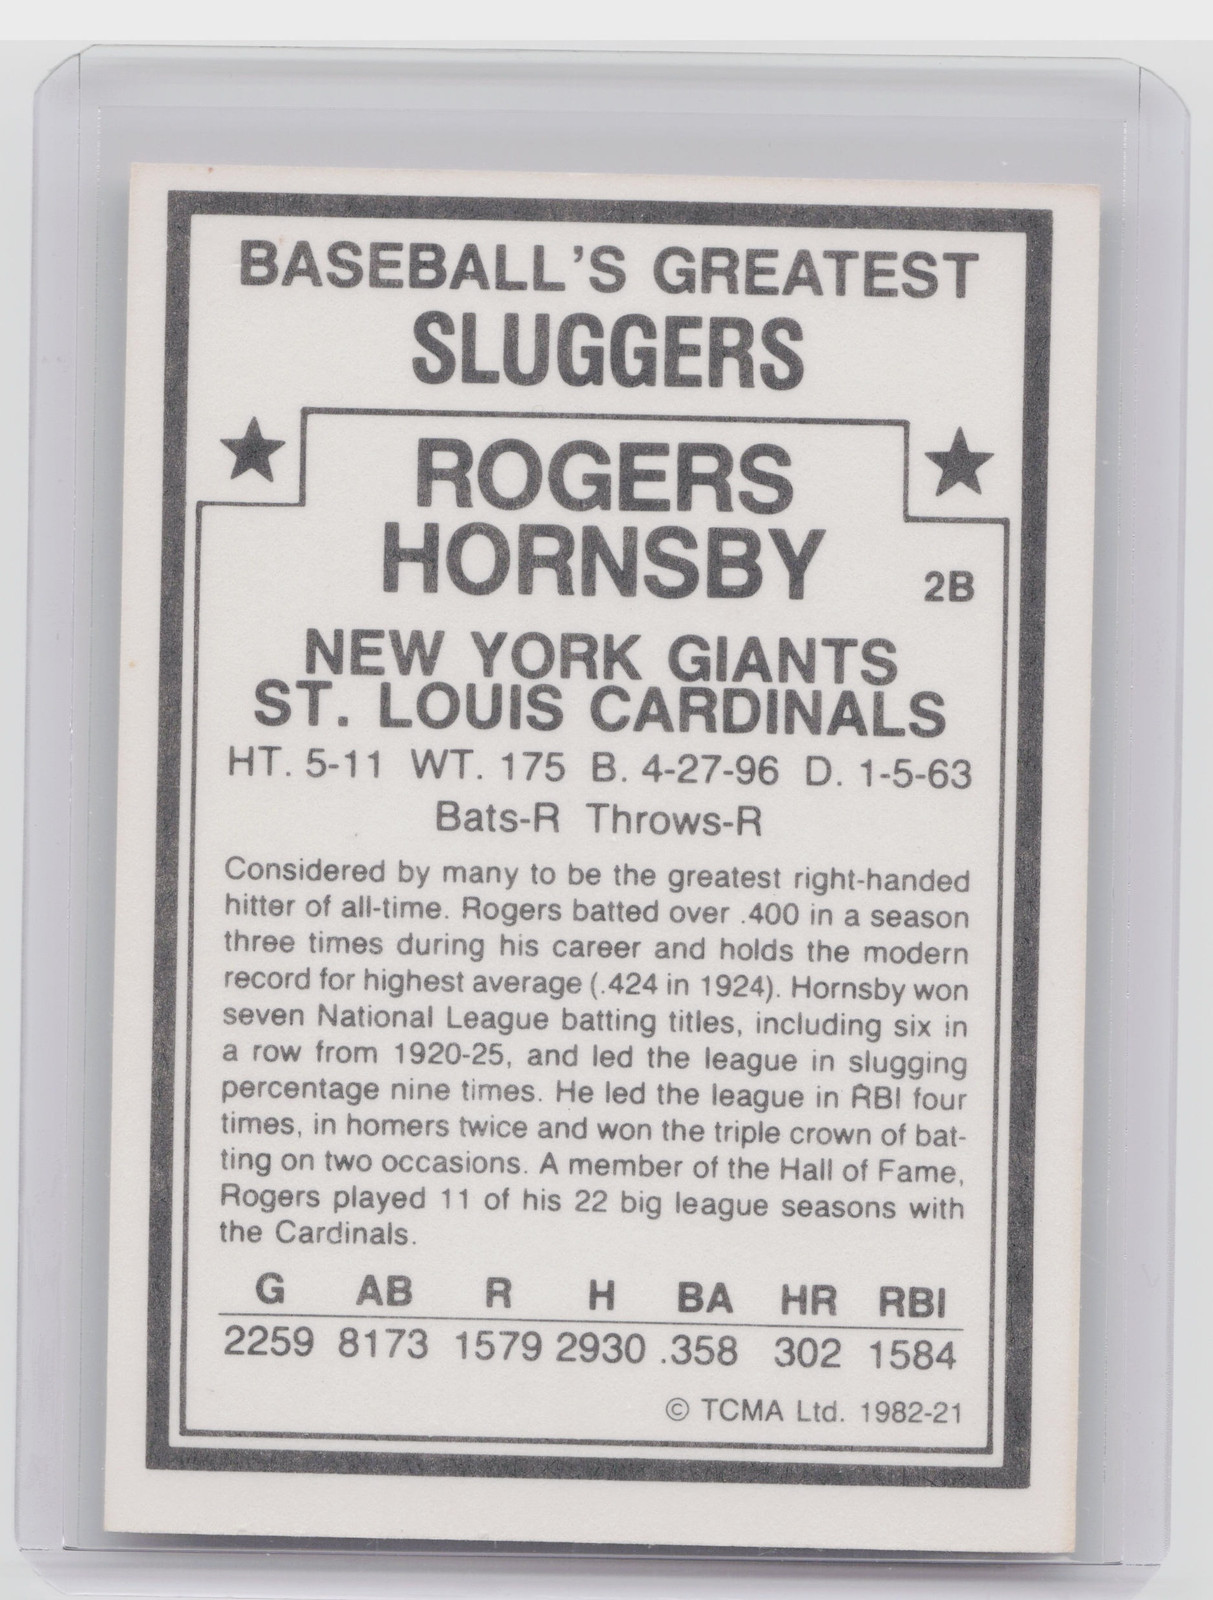 BASEBALL'S GREATEST
SLUGGERS
ROGERS
HORNSBY
2B
NEW YORK GIANTS
ST. LOUIS CARDINALS
HT. 5-11 WT. 175 B. 4-27-96 D. 1-5-63
Bats-R Throws-R
Considered by many to be the greatest right-handed
hitter of all-time. Rogers batted over .400 in a season
three times during his career and holds the modern
record for highest average (.424 in 1924). Hornsby won
seven National League batting titles, including six in
a row from 1920-25, and led the league in slugging
percentage nine times. He led the league in RBI four
times, in homers twice and won the triple crown of bat-
ting on two occasions. A member of the Hall of Fame,
Rogers played 11 of his 22 big league seasons with
the Cardinals.
G AB R H BA HR RBI
2259 8173 1579 2930 .358 302 1584
© TCMA Ltd. 1982-21